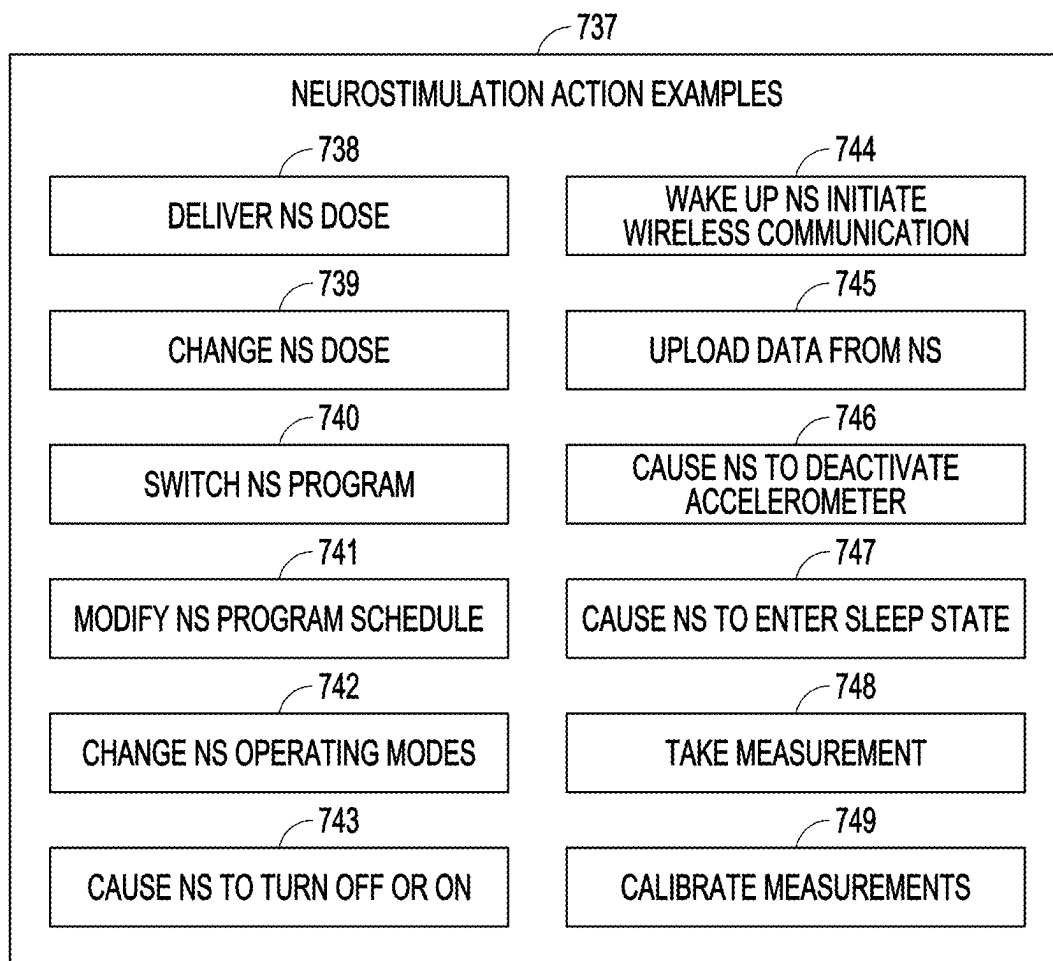 737
NEUROSTIMULATION ACTION EXAMPLES
738
DELIVER NS DOSE
739
CHANGE NS DOSE
740
SWITCH NS PROGRAM
741
MODIFY NS PROGRAM SCHEDULE
742
CHANGE NS OPERATING MODES
743
CAUSE NS TO TURN OFF OR ON
744
WAKE UP NS INITIATE
WIRELESS COMMUNICATION
745
UPLOAD DATA FROM NS
746
CAUSE NS TO DEACTIVATE
ACCELEROMETER
747
CAUSE NS TO ENTER SLEEP STATE
748
TAKE MEASUREMENT
749
CALIBRATE MEASUREMENTS